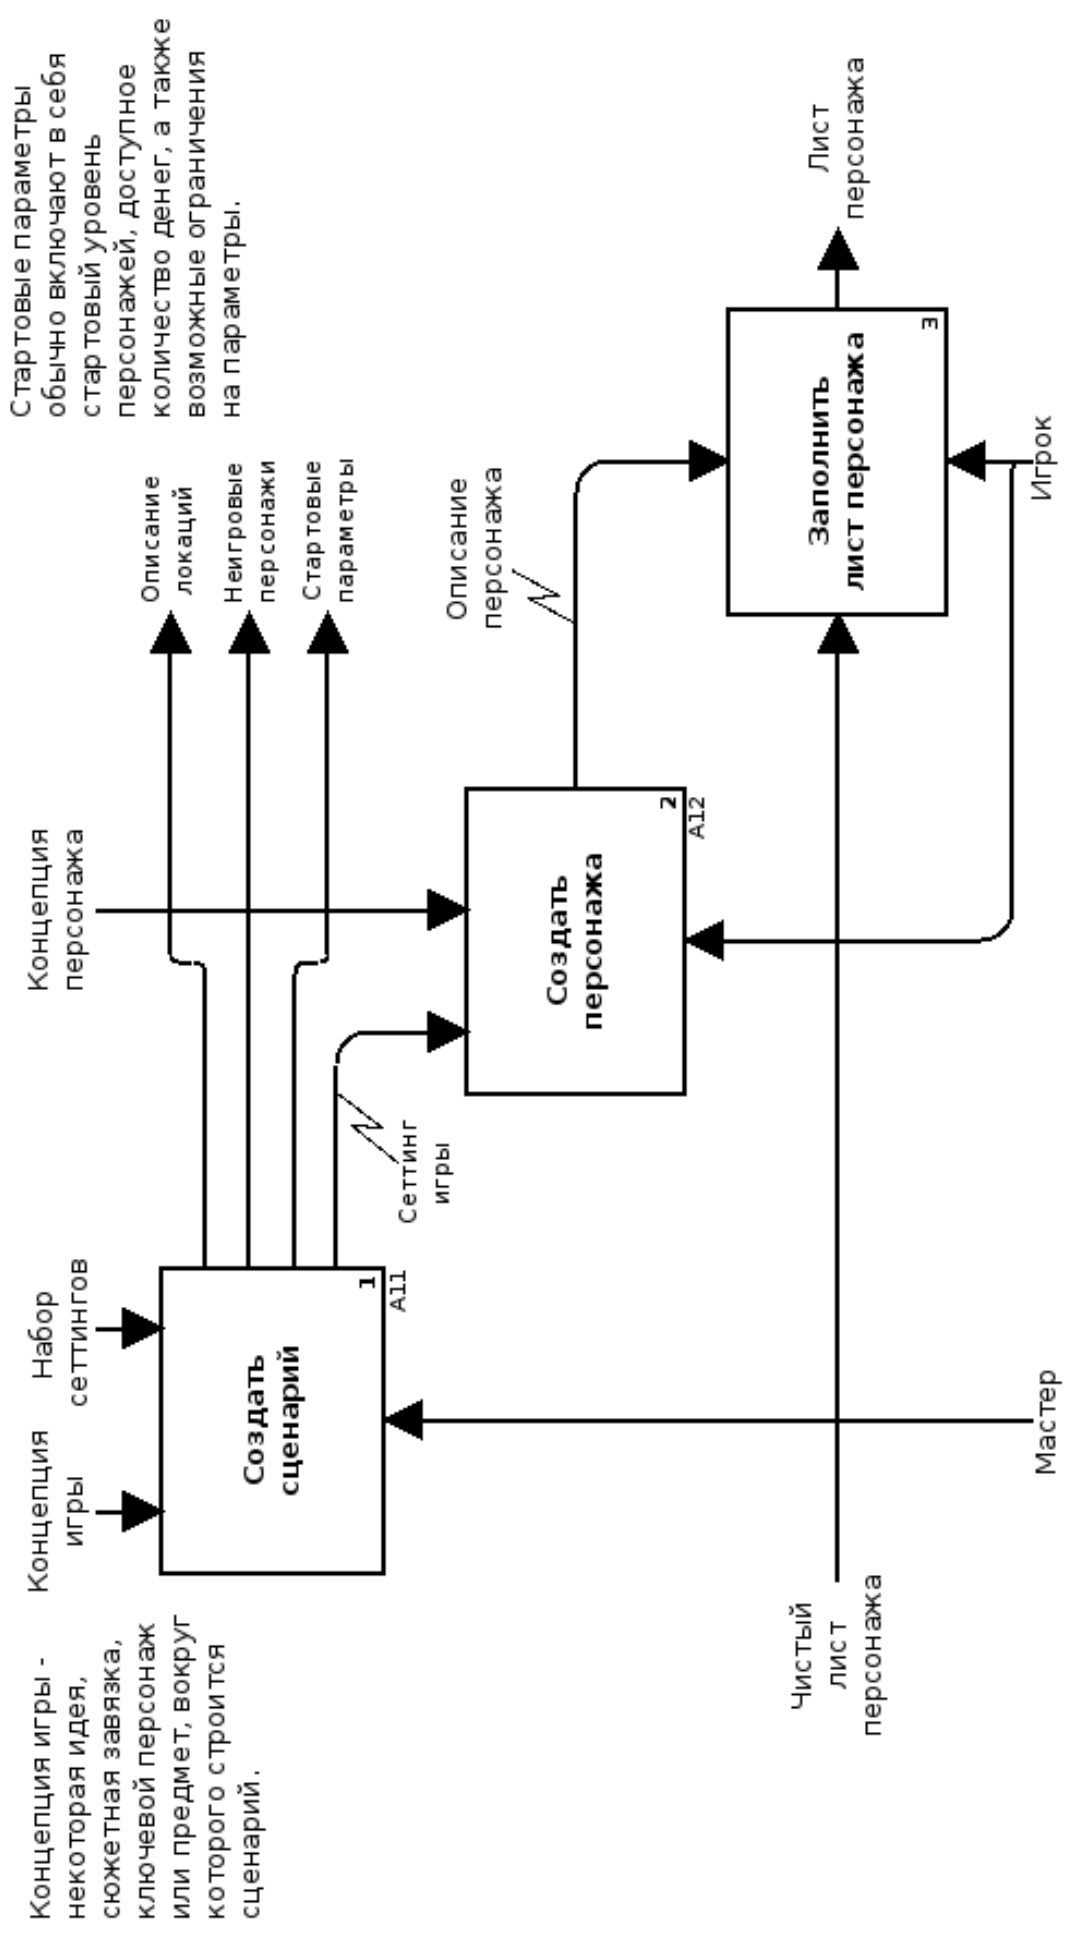 Концепция игры -
некоторая идея,
сюжетная завязка,
ключевой персонаж
или предмет, вокруг
которого строится
сценарий.
Концепция
игры
Набор
сеттингов
Концепция
персонажа
Стартовые параметры
обычно включают в себя
стартовый уровень
персонажей, доступное
количество денег, а также
возможные ограничения
на параметры.
Описание
локаций
Неигровые
персонажи
Стартовые
параметры
Создать
сценарий
1
A11
Сеттинг
игры
Создать
персонажа
2
A12
Описание
персонажа
Заполнить
лист персонажа
3
Лист
персонажа
Чистый
лист
персонажа
Мастер
Игрок